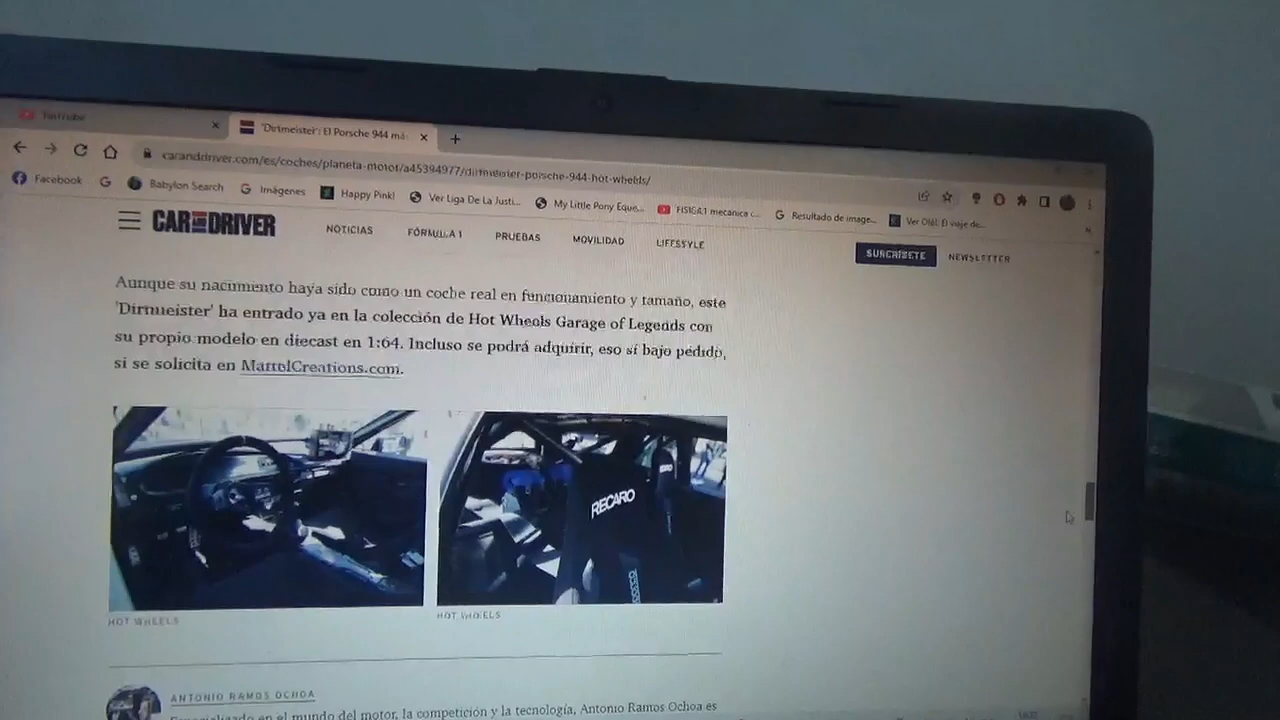 YouTube
'Dirtmeister': El Porsche 944 má
caranddriver.com/es/coches/planeta-motor/a45394977/dirtmeister-porsche-944-hot-wheels/
Facebook
Babylon Search
Imágenes
Happy Pink!
Ver Liga De La Justi...
My Little Pony Eque...
FISICA1 mecánica c...
Resultado de image...
Ver Olé!: El viaje de...
CAR AND DRIVER
NOTICIAS
FÓRMULA 1
PRUEBAS
MOVILIDAD
LIFESTYLE
SUBCRÍBETE
NEWSLETTER
Aunque su nacimiento haya sido como un coche real en funcionamiento y tamaño, este
'Dirtmeister' ha entrado ya en la colección de Hot Wheels Garage of Legends con
su propio modelo en diecast en 1:64. Incluso se podrá adquirir, eso sí bajo pedido,
si se solicita en MattelCreations.com.
RECARO
HOT WHEELS
HOT WHEELS
ANTONIO RAMOS OCHOA
Especializado en el mundo del motor, la competición y la tecnología, Antonio Ramos Ochoa es